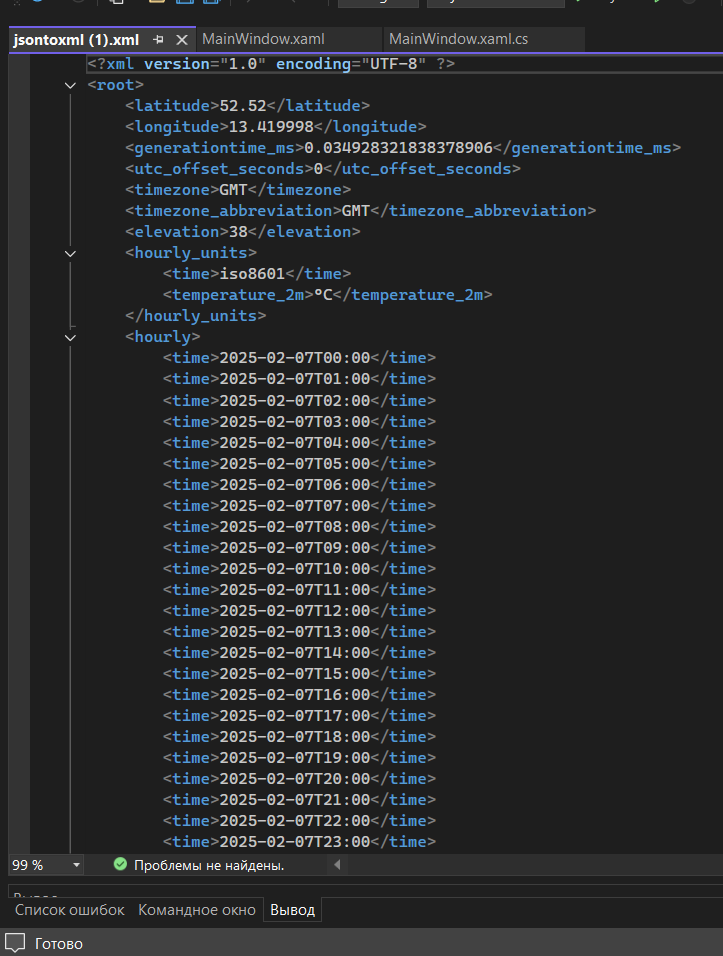 jsontoxml (1).xml MainWindow.xaml MainWindow.xaml.cs
<?xml version="1.0" encoding="UTF-8" ?>
<root>
<latitude>52.52</latitude>
<longitude>13.419998</longitude>
<generationtime_ms>0.034928321838378906</generationtime_ms>
<utc_offset_seconds>0</utc_offset_seconds>
<timezone>GMT</timezone>
<timezone_abbreviation>GMT</timezone_abbreviation>
<elevation>38</elevation>
<hourly_units>
<time>iso8601</time>
<temperature_2m>°C</temperature_2m>
</hourly_units>
<hourly>
<time>2025-02-07T00:00</time>
<time>2025-02-07T01:00</time>
<time>2025-02-07T02:00</time>
<time>2025-02-07T03:00</time>
<time>2025-02-07T04:00</time>
<time>2025-02-07T05:00</time>
<time>2025-02-07T06:00</time>
<time>2025-02-07T07:00</time>
<time>2025-02-07T08:00</time>
<time>2025-02-07T09:00</time>
<time>2025-02-07T10:00</time>
<time>2025-02-07T11:00</time>
<time>2025-02-07T12:00</time>
<time>2025-02-07T13:00</time>
<time>2025-02-07T14:00</time>
<time>2025-02-07T15:00</time>
<time>2025-02-07T16:00</time>
<time>2025-02-07T17:00</time>
<time>2025-02-07T18:00</time>
<time>2025-02-07T19:00</time>
<time>2025-02-07T20:00</time>
<time>2025-02-07T21:00</time>
<time>2025-02-07T22:00</time>
<time>2025-02-07T23:00</time>
99 % Проблемы не найдены.
Список ошибок Командное окно Вывод
Готово